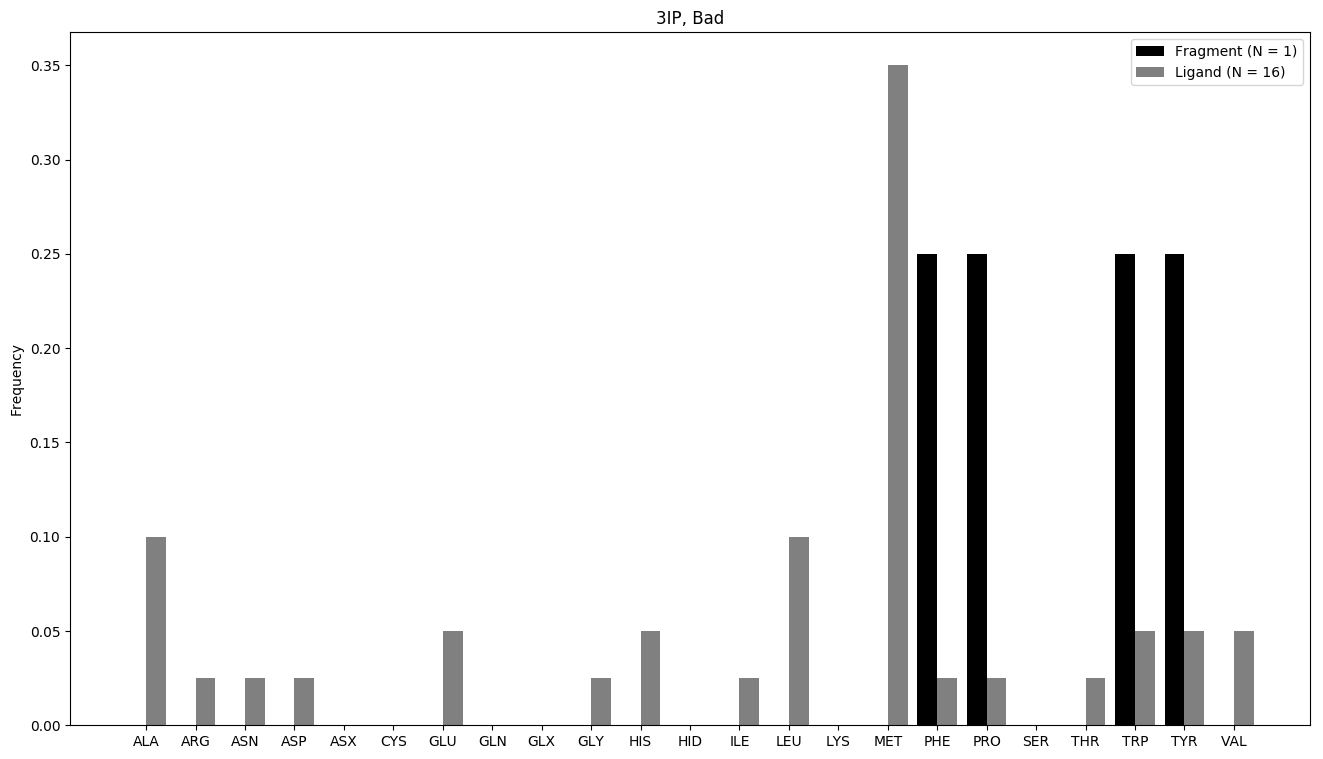 3IP, Bad
Fragment (N = 1)
Ligand (N = 16)
Frequency
0.35
0.30
0.25
0.20
0.15
0.10
0.05
0.00
ALA ARG ASN ASP ASX CYS GLU GLN GLX GLY HIS HID ILE LEU LYS MET PHE PRO SER THR TRP TYR VAL